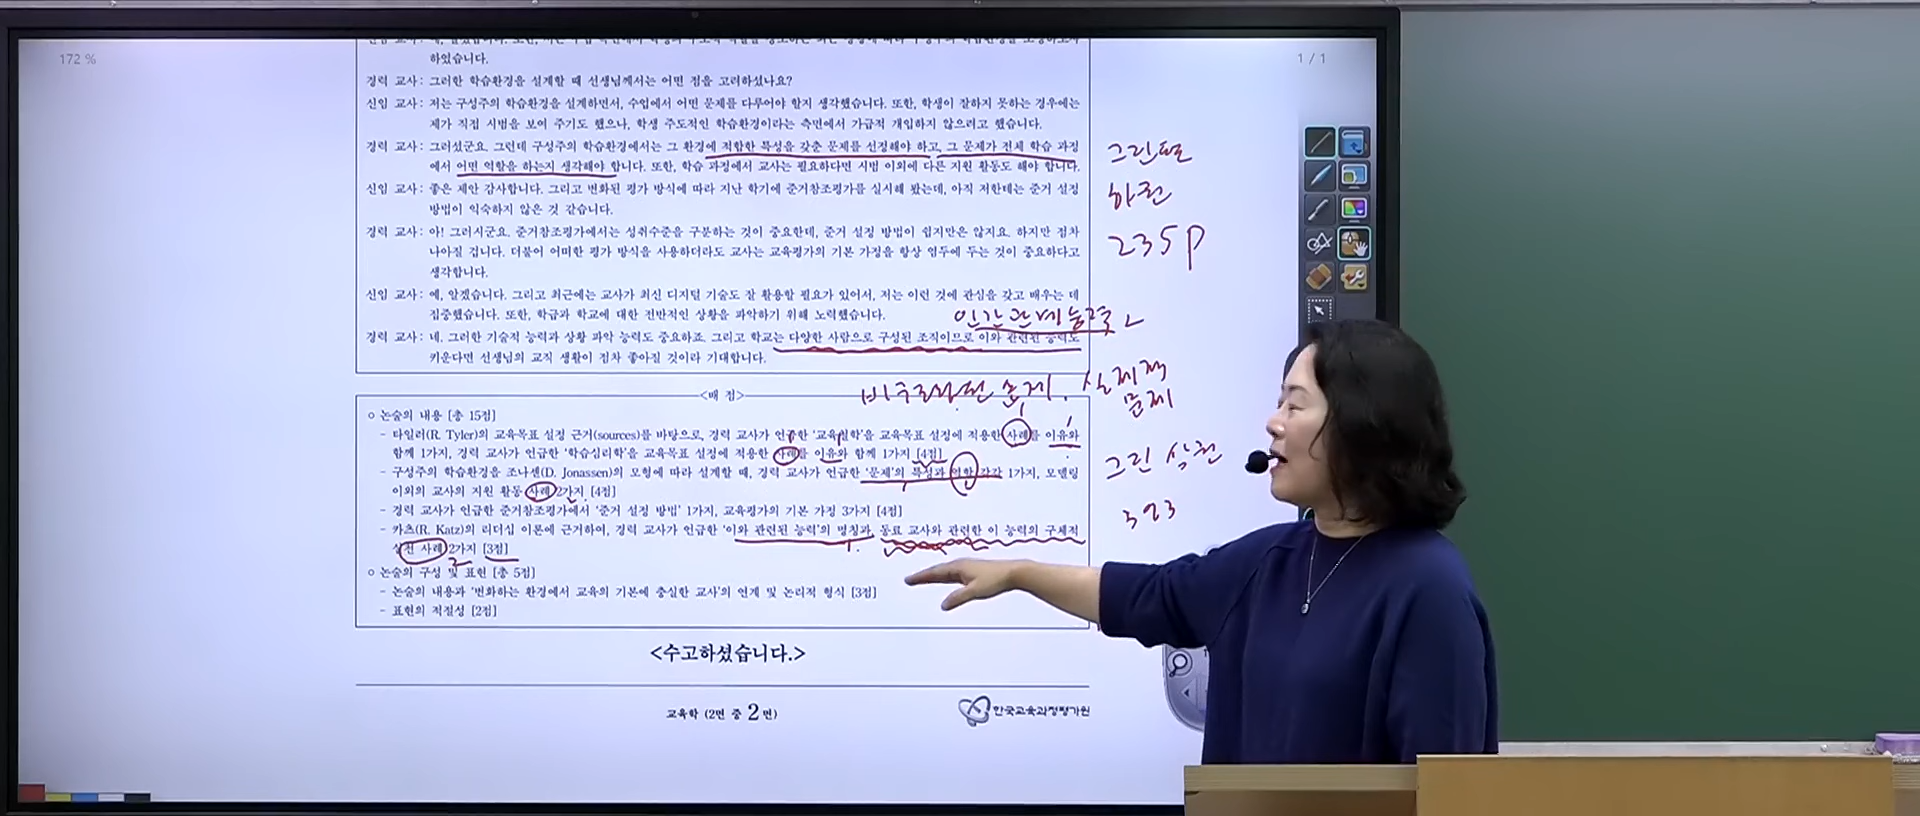 172 %
1 / 1
하였습니다.
경력 교사: 그러한 학습환경을 설계할 때 선생님께서는 어떤 점을 고려하셨나요?
신임 교사: 저는 구성주의 학습환경을 설계하면서, 수업에서 어떤 문제를 다루어야 할지 생각했습니다. 또한, 학생이 잘하지 못하는 경우에는
제가 직접 시범을 보여 주기도 했으나, 학생 주도적인 학습환경이라는 측면에서 가급적 개입하지 않으려고 했습니다.
경력 교사: 그러셨군요. 그런데 구성주의 학습환경에서는 그 환경에 적합한 특성을 갖춘 문제를 선정해야 하고, 그 문제가 전체 학습 과정
에서 어떤 역할을 하는지 생각해야 합니다. 또한, 학습 과정에서 교사는 필요하다면 시범 이외에 다른 지원 활동도 해야 합니다.
신임 교사: 좋은 제안 감사합니다. 그리고 변화된 평가 방식에 따라 지난 학기에 준거참조평가를 실시해 봤는데, 아직 저한테는 준거 설정
방법이 익숙하지 않은 것 같습니다.
경력 교사: 아! 그러시군요. 준거참조평가에서는 성취수준을 구분하는 것이 중요한데, 준거 설정 방법이 쉽지만은 않지요. 하지만 점차
나아질 겁니다. 더불어 어떠한 평가 방식을 사용하더라도 교사는 교육평가의 기본 가정을 항상 염두에 두는 것이 중요하다고
생각합니다.
신임 교사: 예, 알겠습니다. 그리고 최근에는 교사가 최신 디지털 기술도 잘 활용할 필요가 있어서, 저는 이런 것에 관심을 갖고 배우는 데
집중했습니다. 또한, 학급과 학교에 대한 전반적인 상황을 파악하기 위해 노력했습니다.
경력 교사: 네. 그러한 기술적 능력과 상황 파악 능력도 중요하죠. 그리고 학교는 다양한 사람으로 구성된 조직이므로 이와 관련된 능력도
키운다면 선생님의 교직 생활이 점차 좋아질 것이라 기대합니다.
인간관계능력
235p
실제적
문제
그린
323
<배 점>
○ 논술의 내용 [총 15점]
- 타일러(R. Tyler)의 교육목표 설정 근거(sources)를 바탕으로, 경력 교사가 언급한 '교육철학'을 교육목표 설정에 적용한 사례를 이유와
함께 1가지, 경력 교사가 언급한 '학습심리학'을 교육목표 설정에 적용한 사례를 이유와 함께 1가지 [4점]
- 구성주의 학습환경을 조나센(D. Jonassen)의 모형에 따라 설계할 때, 경력 교사가 언급한 '문제'의 특성과 역할 각각 1가지, 모델링
이외의 교사의 지원 활동 사례 2가지 [4점]
- 경력 교사가 언급한 준거참조평가에서 '준거 설정 방법' 1가지, 교육평가의 기본 가정 3가지 [4점]
- 카츠(R. Katz)의 리더십 이론에 근거하여, 경력 교사가 언급한 '이와 관련된 능력'의 명칭과, 동료 교사와 관련한 이 능력의 구체적
실천 사례 2가지 [3점]
○ 논술의 구성 및 표현 [총 5점]
- 논술의 내용과 '변화하는 환경에서 교육의 기본에 충실한 교사'의 연계 및 논리적 형식 [3점]
- 표현의 적절성 [2점]
<수고하셨습니다.>
교육학 (2면 중 2면)
한국교육과정평가원